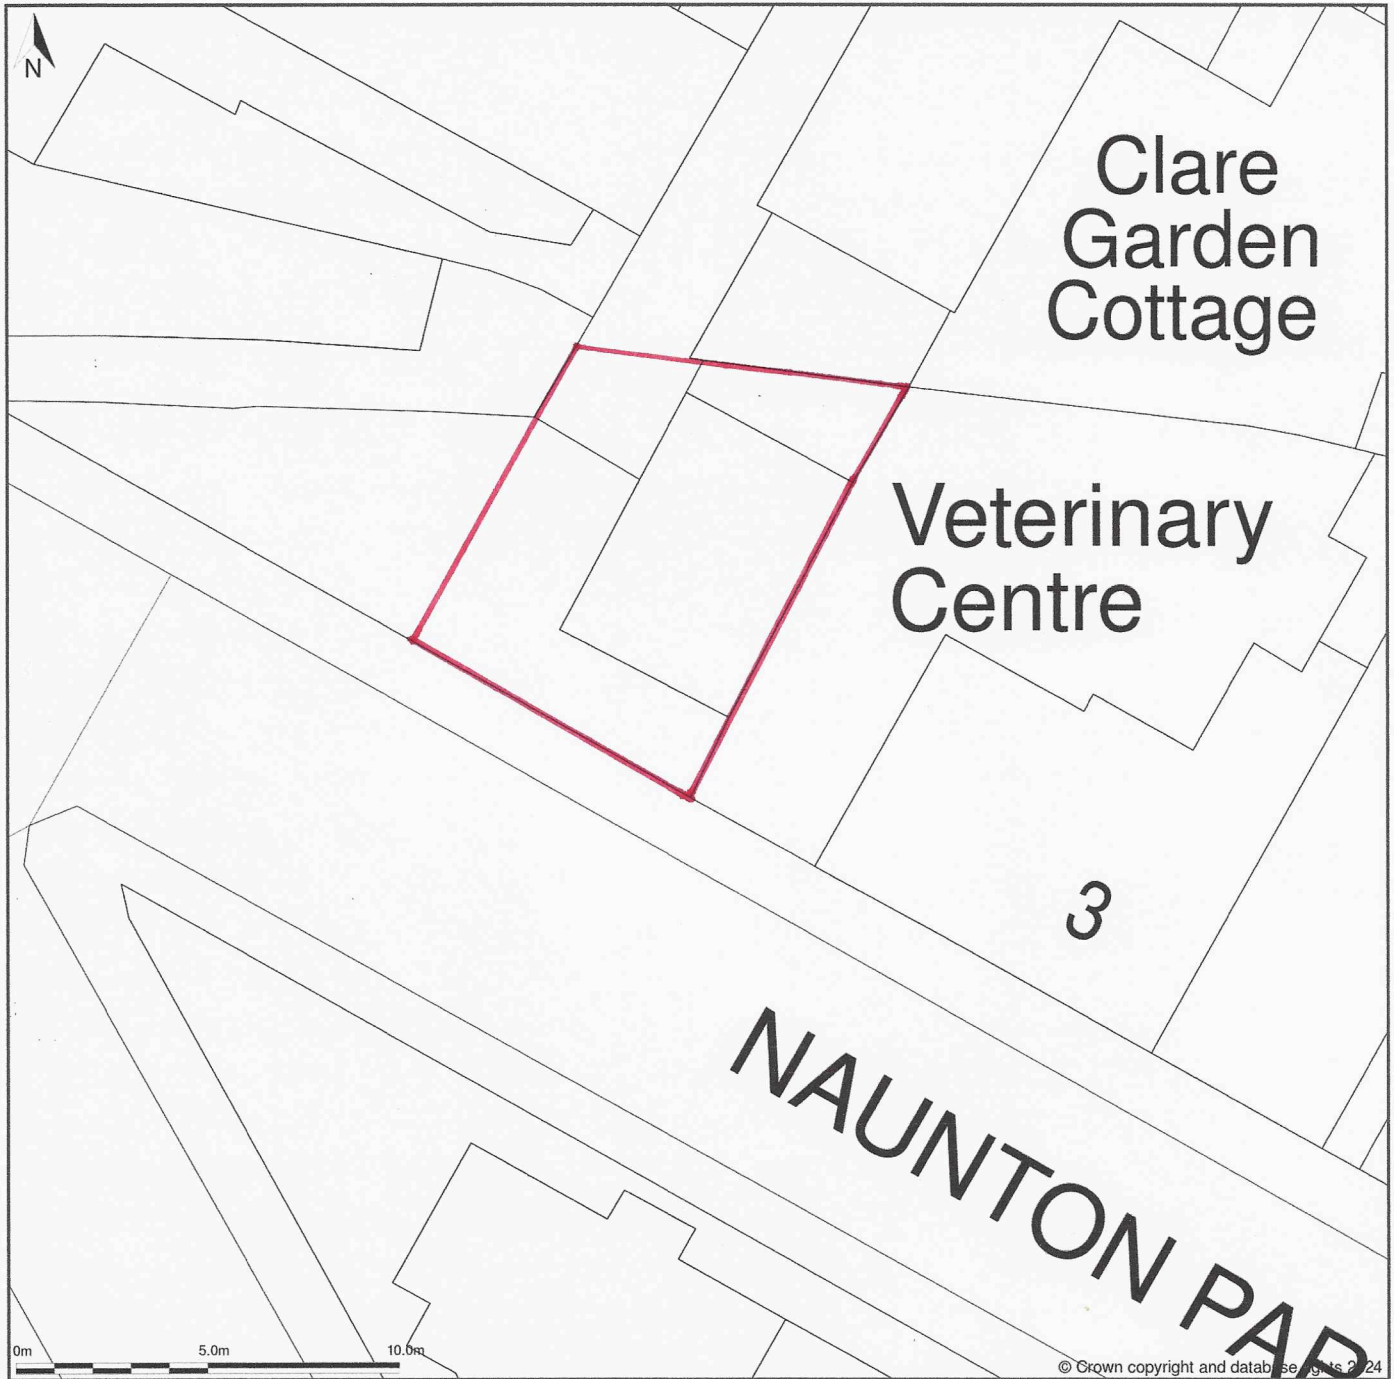 N
Clare
Garden
Cottage
Veterinary
Centre
3
NAUNTON PAR
0m 5.0m 10.0m
© Crown copyright and database rights 2024